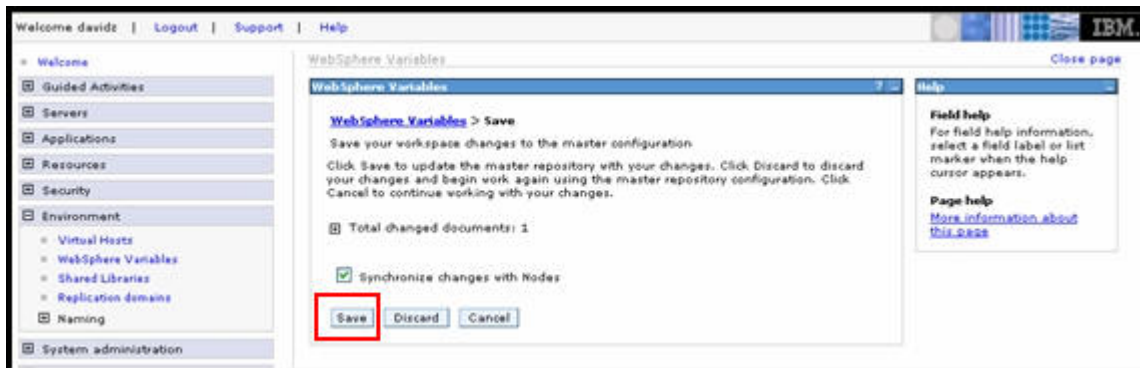 Welcome davidz | Logout | Support | Help
IBM.
Welcome
Guided Activities
Servers
Applications
Resources
Security
Environment
Virtual Hosts
WebSphere Variables
Shared Libraries
Replication domains
Naming
System administration
WebSphere Variables
Close page
WebSphere Variables ? -
WebSphere Variables > Save
Save your workspace changes to the master configuration
Click Save to update the master repository with your changes. Click Discard to discard
your changes and begin work again using the master repository configuration. Click
Cancel to continue working with your changes.
Total changed documents: 1
Synchronize changes with Nodes
Save Discard Cancel
Help -
Field help
For field help information,
select a field label or list
marker when the help
cursor appears.
Page help
More information about
this page